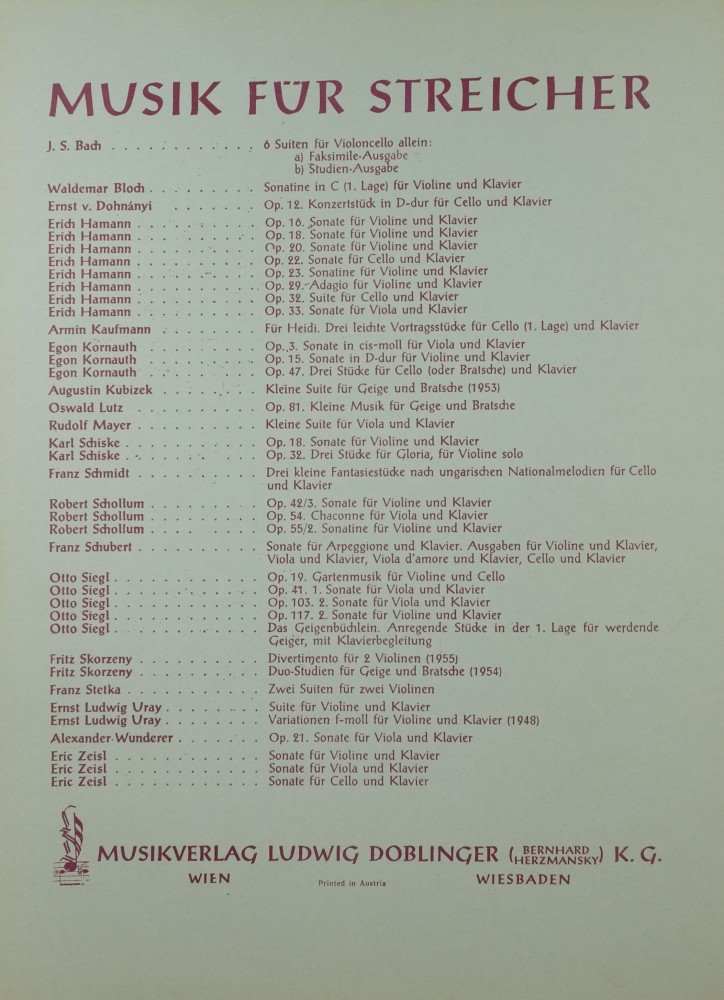 MUSIK FÜR STREICHER
J. S. Bach . . . . . . . . . . . . 6 Suiten für Violoncello allein:
a) Faksimile-Ausgabe
b) Studien-Ausgabe
Waldemar Bloch . . . . . . . . . Sonatine in C (1. Lage) für Violine und Klavier
Ernst v. Dohnányi . . . . . . . Op. 12. Konzertstück in D-dur für Cello und Klavier
Erich Hamann . . . . . . . . . . Op. 16. Sonate für Violine und Klavier
Erich Hamann . . . . . . . . . . Op. 18. Sonate für Violine und Klavier
Erich Hamann . . . . . . . . . . Op. 20. Sonate für Violine und Klavier
Erich Hamann . . . . . . . . . . Op. 22. Sonate für Cello und Klavier
Erich Hamann . . . . . . . . . . Op. 23. Sonatine für Violine und Klavier
Erich Hamann . . . . . . . . . . Op. 29. Adagio für Violine und Klavier
Erich Hamann . . . . . . . . . . Op. 32. Suite für Cello und Klavier
Erich Hamann . . . . . . . . . . Op. 33. Sonate für Viola und Klavier
Armin Kaufmann . . . . . . . . Für Heidi. Drei leichte Vortragsstücke für Cello (1. Lage) und Klavier
Egon Kornauth . . . . . . . . . Op. 3. Sonate in cis-moll für Viola und Klavier
Egon Kornauth . . . . . . . . . Op. 15. Sonate in D-dur für Violine und Klavier
Egon Kornauth . . . . . . . . . Op. 47. Drei Stücke für Cello (oder Bratsche) und Klavier
Augustin Kubizek . . . . . . . . Kleine Suite für Geige und Bratsche (1953)
Oswald Lutz . . . . . . . . . . Op. 81. Kleine Musik für Geige und Bratsche
Rudolf Mayer . . . . . . . . . . Kleine Suite für Viola und Klavier
Karl Schiske . . . . . . . . . . . Op. 18. Sonate für Violine und Klavier
Karl Schiske . . . . . . . . . . . Op. 32. Drei Stücke für Gloria, für Violine solo
Franz Schmidt . . . . . . . . . . Drei kleine Fantasiestücke nach ungarischen Nationalmelodien für Cello
und Klavier
Robert Schollum . . . . . . . . . Op. 42/3. Sonate für Violine und Klavier
Robert Schollum . . . . . . . . . Op. 54. Chaconne für Viola und Klavier
Robert Schollum . . . . . . . . . Op. 55/2. Sonatine für Violine und Klavier
Franz Schubert . . . . . . . . . . Sonate für Arpeggione und Klavier. Ausgaben für Violine und Klavier,
Viola und Klavier, Viola d'amore und Klavier, Cello und Klavier
Otto Siegl . . . . . . . . . . . . Op. 19. Gartenmusik für Violine und Cello
Otto Siegl . . . . . . . . . . . . Op. 41. 1. Sonate für Viola und Klavier
Otto Siegl . . . . . . . . . . . . Op. 103. 2. Sonate für Viola und Klavier
Otto Siegl . . . . . . . . . . . . Op. 117. 2. Sonate für Violine und Klavier
Otto Siegl . . . . . . . . . . . . Das Geigenbüchlein. Anregende Stücke in der 1. Lage für werdende
Geiger, mit Klavierbegleitung
Fritz Skorzeny . . . . . . . . . . Divertimento für 2 Violinen (1955)
Fritz Skorzeny . . . . . . . . . . Duo-Studien für Geige und Bratsche (1954)
Franz Stetka . . . . . . . . . . . Zwei Suiten für zwei Violinen
Ernst Ludwig Uray . . . . . . . . Suite für Violine und Klavier
Ernst Ludwig Uray . . . . . . . . Variationen f-moll für Violine und Klavier (1948)
Alexander Wunderer . . . . . . . Op. 21. Sonate für Viola und Klavier
Eric Zeisl . . . . . . . . . . . . Sonate für Violine und Klavier
Eric Zeisl . . . . . . . . . . . . Sonate für Viola und Klavier
Eric Zeisl . . . . . . . . . . . . Sonate für Cello und Klavier
MUSIKVERLAG LUDWIG DOBLINGER (BERNHARD HERZMANSKY) K. G.
WIEN Printed in Austria WIESBADEN